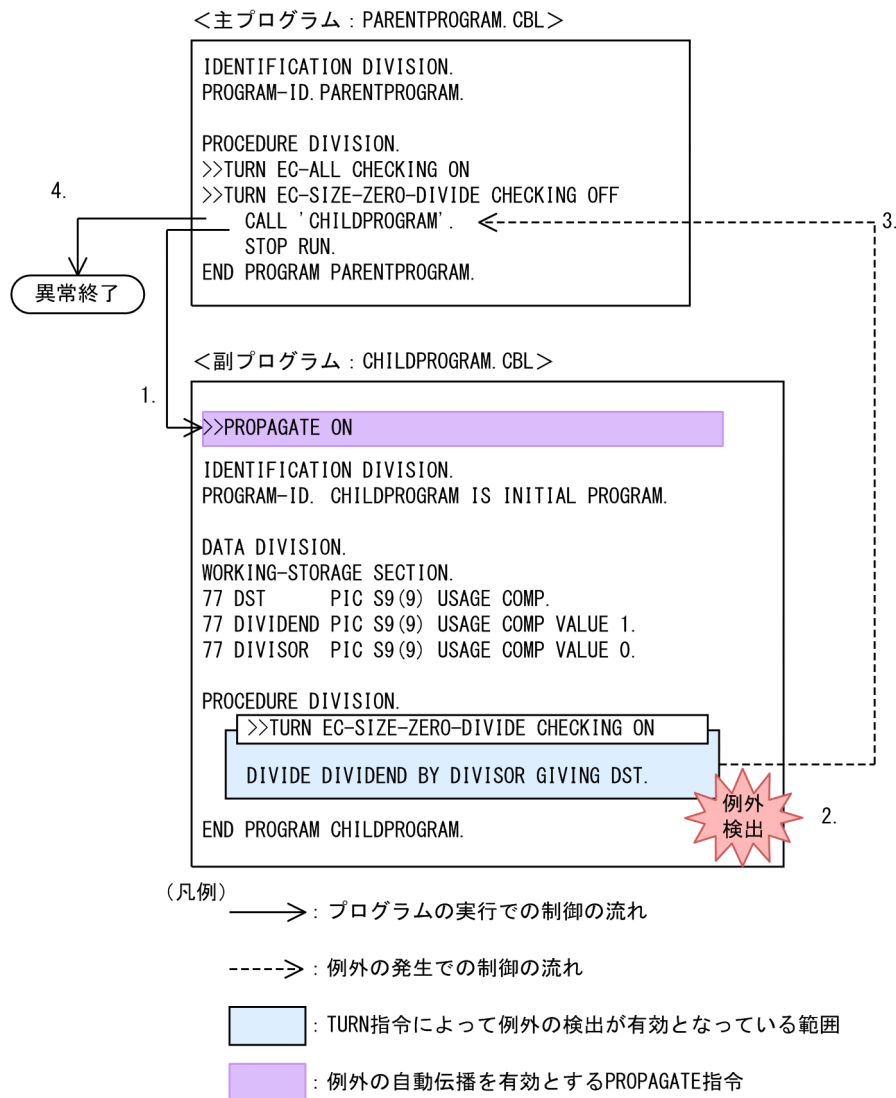 ＜主プログラム：PARENTPROGRAM.CBL＞
IDENTIFICATION DIVISION.
PROGRAM-ID.PARENTPROGRAM.
PROCEDURE DIVISION.
>>TURN EC-ALL CHECKING ON
>>TURN EC-SIZE-ZERO-DIVIDE CHECKING OFF
CALL 'CHILDPROGRAM'.
STOP RUN.
END PROGRAM PARENTPROGRAM.
4.
3.
異常終了
＜副プログラム：CHILDPROGRAM.CBL＞
1.
>>PROPAGATE ON
IDENTIFICATION DIVISION.
PROGRAM-ID. CHILDPROGRAM IS INITIAL PROGRAM.
DATA DIVISION.
WORKING-STORAGE SECTION.
77 DST      PIC S9(9) USAGE COMP.
77 DIVIDEND PIC S9(9) USAGE COMP VALUE 1.
77 DIVISOR  PIC S9(9) USAGE COMP VALUE 0.
PROCEDURE DIVISION.
>>TURN EC-SIZE-ZERO-DIVIDE CHECKING ON
DIVIDE DIVIDEND BY DIVISOR GIVING DST.
例外
検出
2.
END PROGRAM CHILDPROGRAM.
（凡例）
：プログラムの実行での制御の流れ
：例外の発生での制御の流れ
：TURN指令によって例外の検出が有効となっている範囲
：例外の自動伝播を有効とするPROPAGATE指令